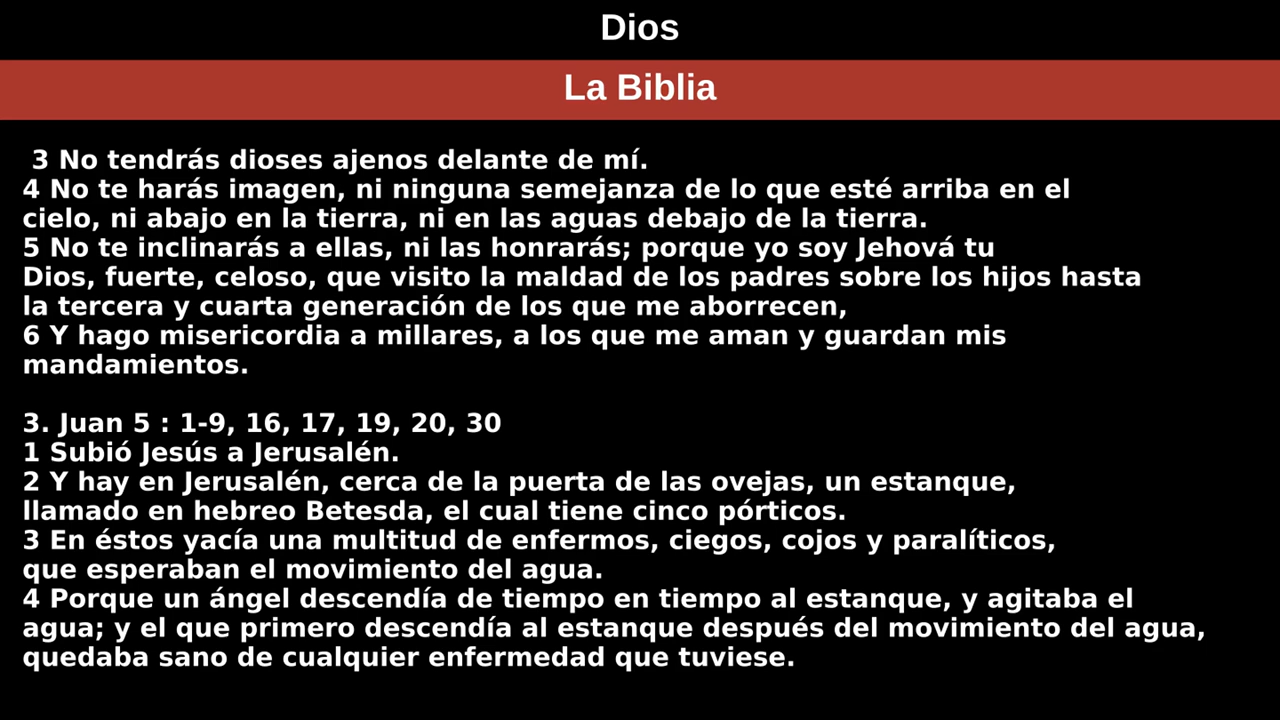 Dios
La Biblia
3 No tendrás dioses ajenos delante de mí.
4 No te harás imagen, ni ninguna semejanza de lo que esté arriba en el
cielo, ni abajo en la tierra, ni en las aguas debajo de la tierra.
5 No te inclinarás a ellas, ni las honrarás; porque yo soy Jehová tu
Dios, fuerte, celoso, que visito la maldad de los padres sobre los hijos hasta
la tercera y cuarta generación de los que me aborrecen,
6 Y hago misericordia a millares, a los que me aman y guardan mis
mandamientos.
3. Juan 5 : 1-9, 16, 17, 19, 20, 30
1 Subió Jesús a Jerusalén.
2 Y hay en Jerusalén, cerca de la puerta de las ovejas, un estanque,
llamado en hebreo Betesda, el cual tiene cinco pórticos.
3 En éstos yacía una multitud de enfermos, ciegos, cojos y paralíticos,
que esperaban el movimiento del agua.
4 Porque un ángel descendía de tiempo en tiempo al estanque, y agitaba el
agua; y el que primero descendía al estanque después del movimiento del agua,
quedaba sano de cualquier enfermedad que tuviese.